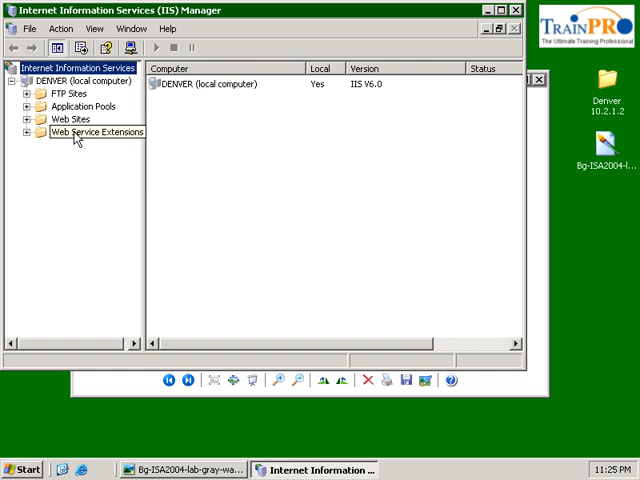 Internet Information Services (IIS) Manager
TRAINPRO
The Ultimate Training Professional
File Action View Window Help
Internet Information Services
DENVER (local computer)
FTP Sites
Application Pools
Web Sites
Web Service Extensions
Computer Local Version Status
DENVER (local computer) Yes IIS V6.0
Denver
10.2.1.2
Bg-ISA2004-l...
Start
Bg-ISA2004-lab-gray-wa...
Internet Information ...
11:25 PM